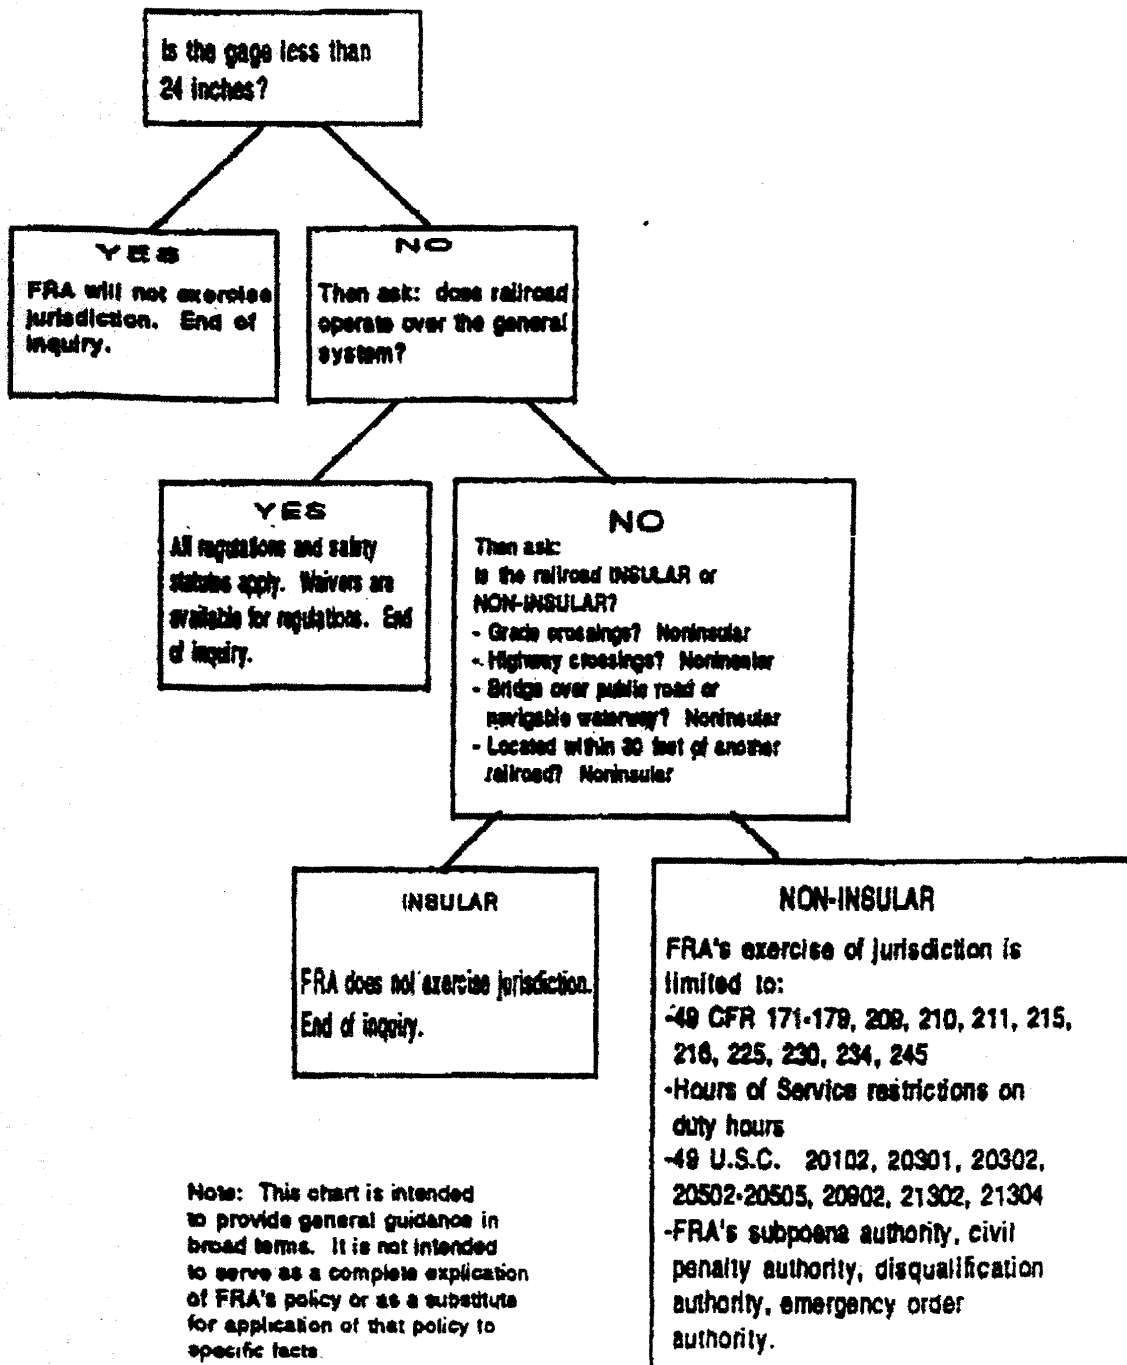 Is the gage less than
24 inches?
YES
FRA will not exercise
jurisdiction. End of
inquiry.
NO
Then ask: dose railroad
operate over the general
system?
YES
All regulations and safety
statutes apply. Waivers are
available for regulations. End
of inquiry.
NO
Then ask:
Is the railroad INSULAR or
NON-INSULAR?
- Grade crossings? Noninsular
- Highway crossings? Noninsular
- Bridge over public road or
navigable waterway? Noninsular
- Located within 30 feet of another
railroad? Noninsular
INSULAR
FRA does not exercise jurisdiction.
End of inquiry.
NON-INSULAR
FRA's exercise of jurisdiction is
limited to:
-49 CFR 171-179, 209, 210, 211, 215,
216, 225, 230, 234, 245
-Hours of Service restrictions on
duty hours
-49 U.S.C. 20102, 20301, 20302,
20502-20505, 20902, 21302, 21304
-FRA's subpoena authority, civil
penalty authority, disqualification
authority, emergency order
authority.
Note: This chart is intended
to provide general guidance in
broad terms. It is not intended
to serve as a complete explication
of FRA's policy or as a substitute
for application of that policy to
specific facts.